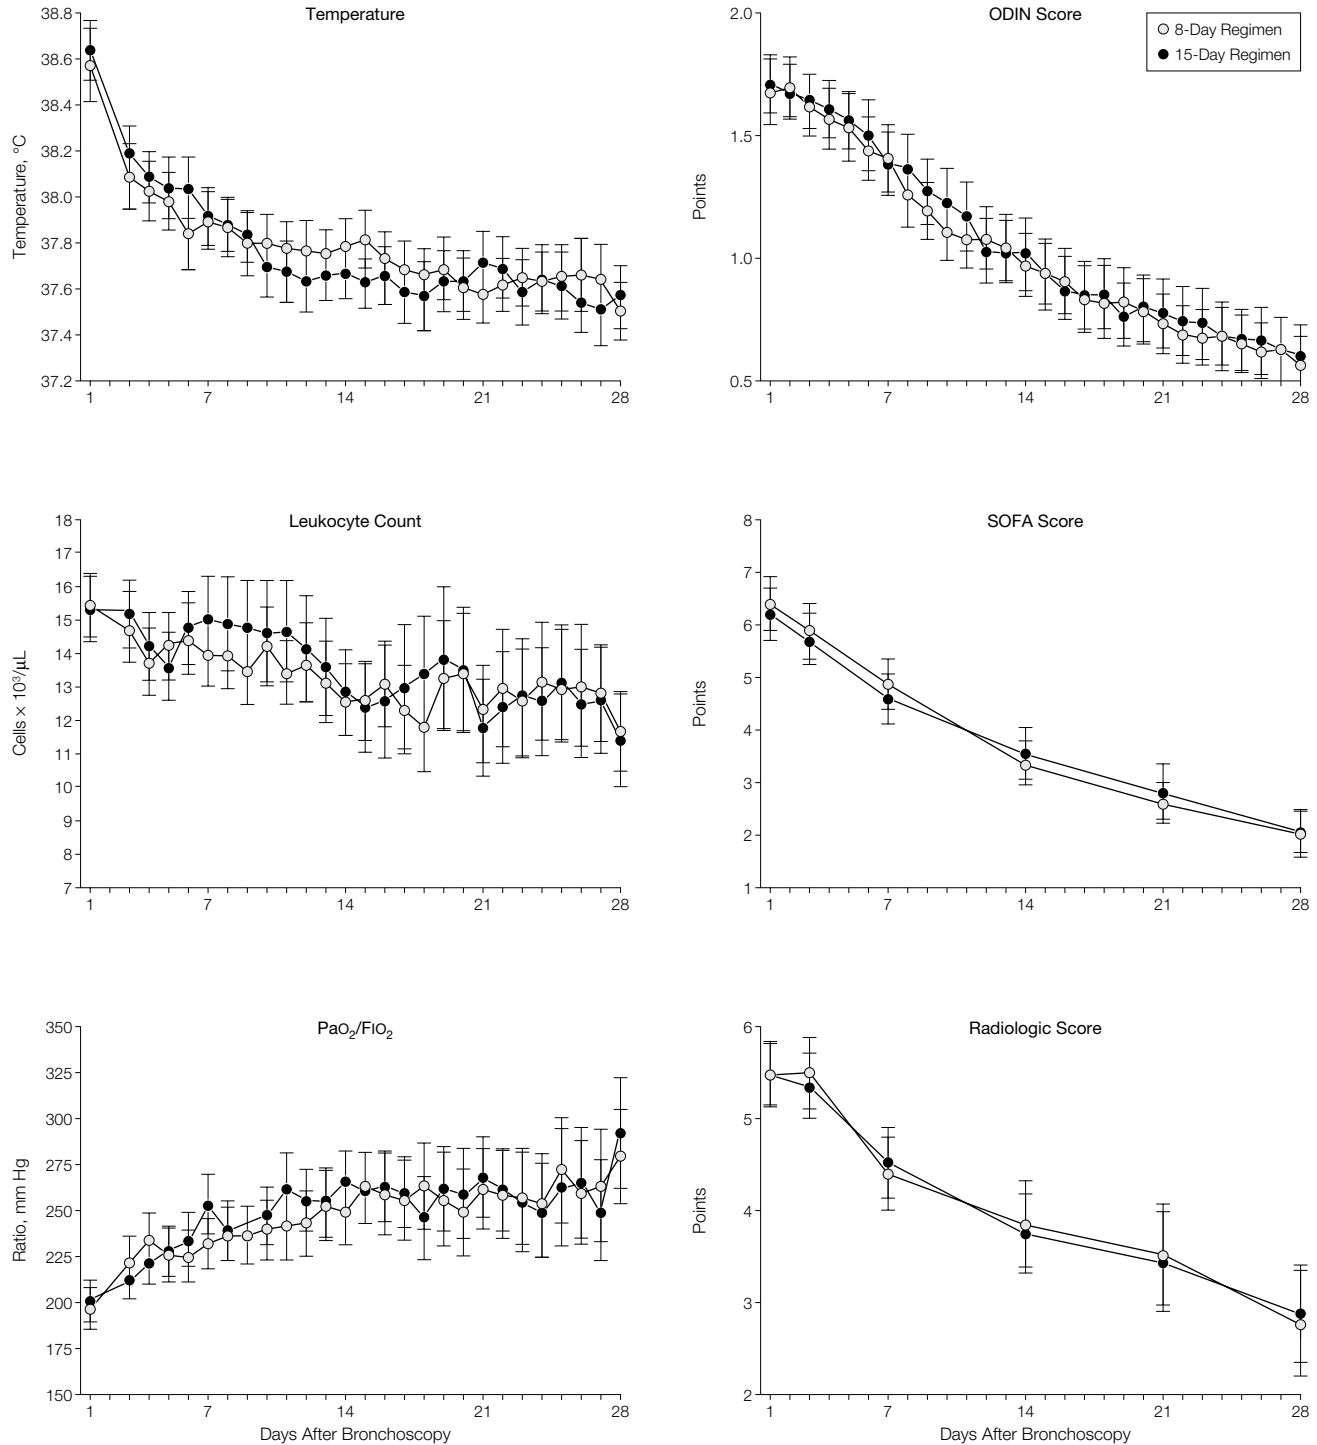 Temperature
38.8
38.6
38.4
38.2
38.0
37.8
37.6
37.4
37.2
Temperature, °C
1 7 14 21 28
ODIN Score
8-Day Regimen
15-Day Regimen
2.0
1.5
1.0
0.5
Points
1 7 14 21 28
Leukocyte Count
18
17
16
15
14
13
12
11
10
9
8
7
Cells × 10³/μL
1 7 14 21 28
SOFA Score
8
7
6
5
4
3
2
1
Points
1 7 14 21 28
PaO₂/FIO₂
350
325
300
275
250
225
200
175
150
Ratio, mm Hg
1 7 14 21 28
Days After Bronchoscopy
Radiologic Score
6
5
4
3
2
Points
1 7 14 21 28
Days After Bronchoscopy